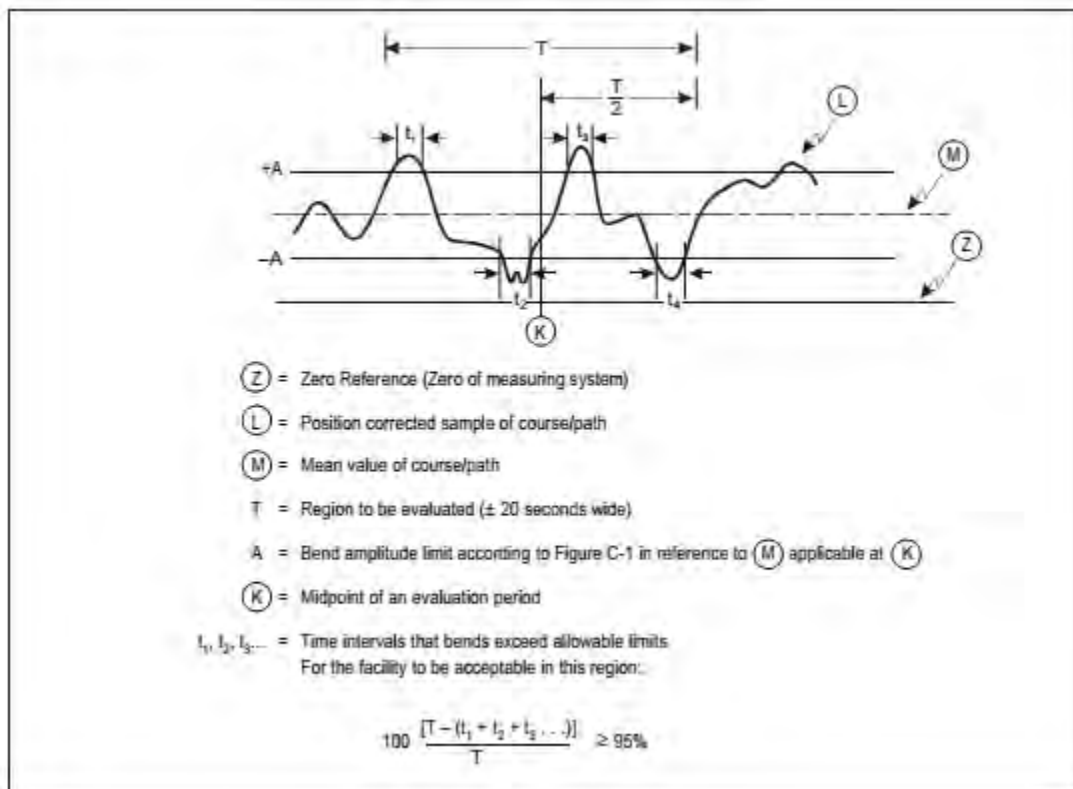 T
T
2
L
t₁
t₃
M
+A
Z
–A
t₂
t₄
K
Z = Zero Reference (Zero of measuring system)
L = Position corrected sample of course/path
M = Mean value of course/path
T = Region to be evaluated (± 20 seconds wide)
A = Bend amplitude limit according to Figure C-1 in reference to M applicable at K
K = Midpoint of an evaluation period
t₁, t₂, t₃... = Time intervals that bends exceed allowable limits
For the facility to be acceptable in this region:
100 [T – (t₁ + t₂ + t₃ . . .)] ≥ 95%
T